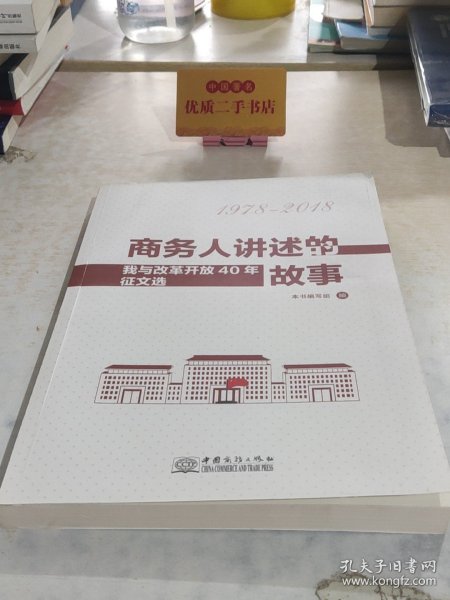 中国著名
优质二手书店
1978-2018
商务人讲述的
故事
我与改革开放40年
征文选
本书编写组 编
中国商务出版社
CHINA COMMERCE AND TRADE PRESS
孔夫子旧书网
www.kongfz.com